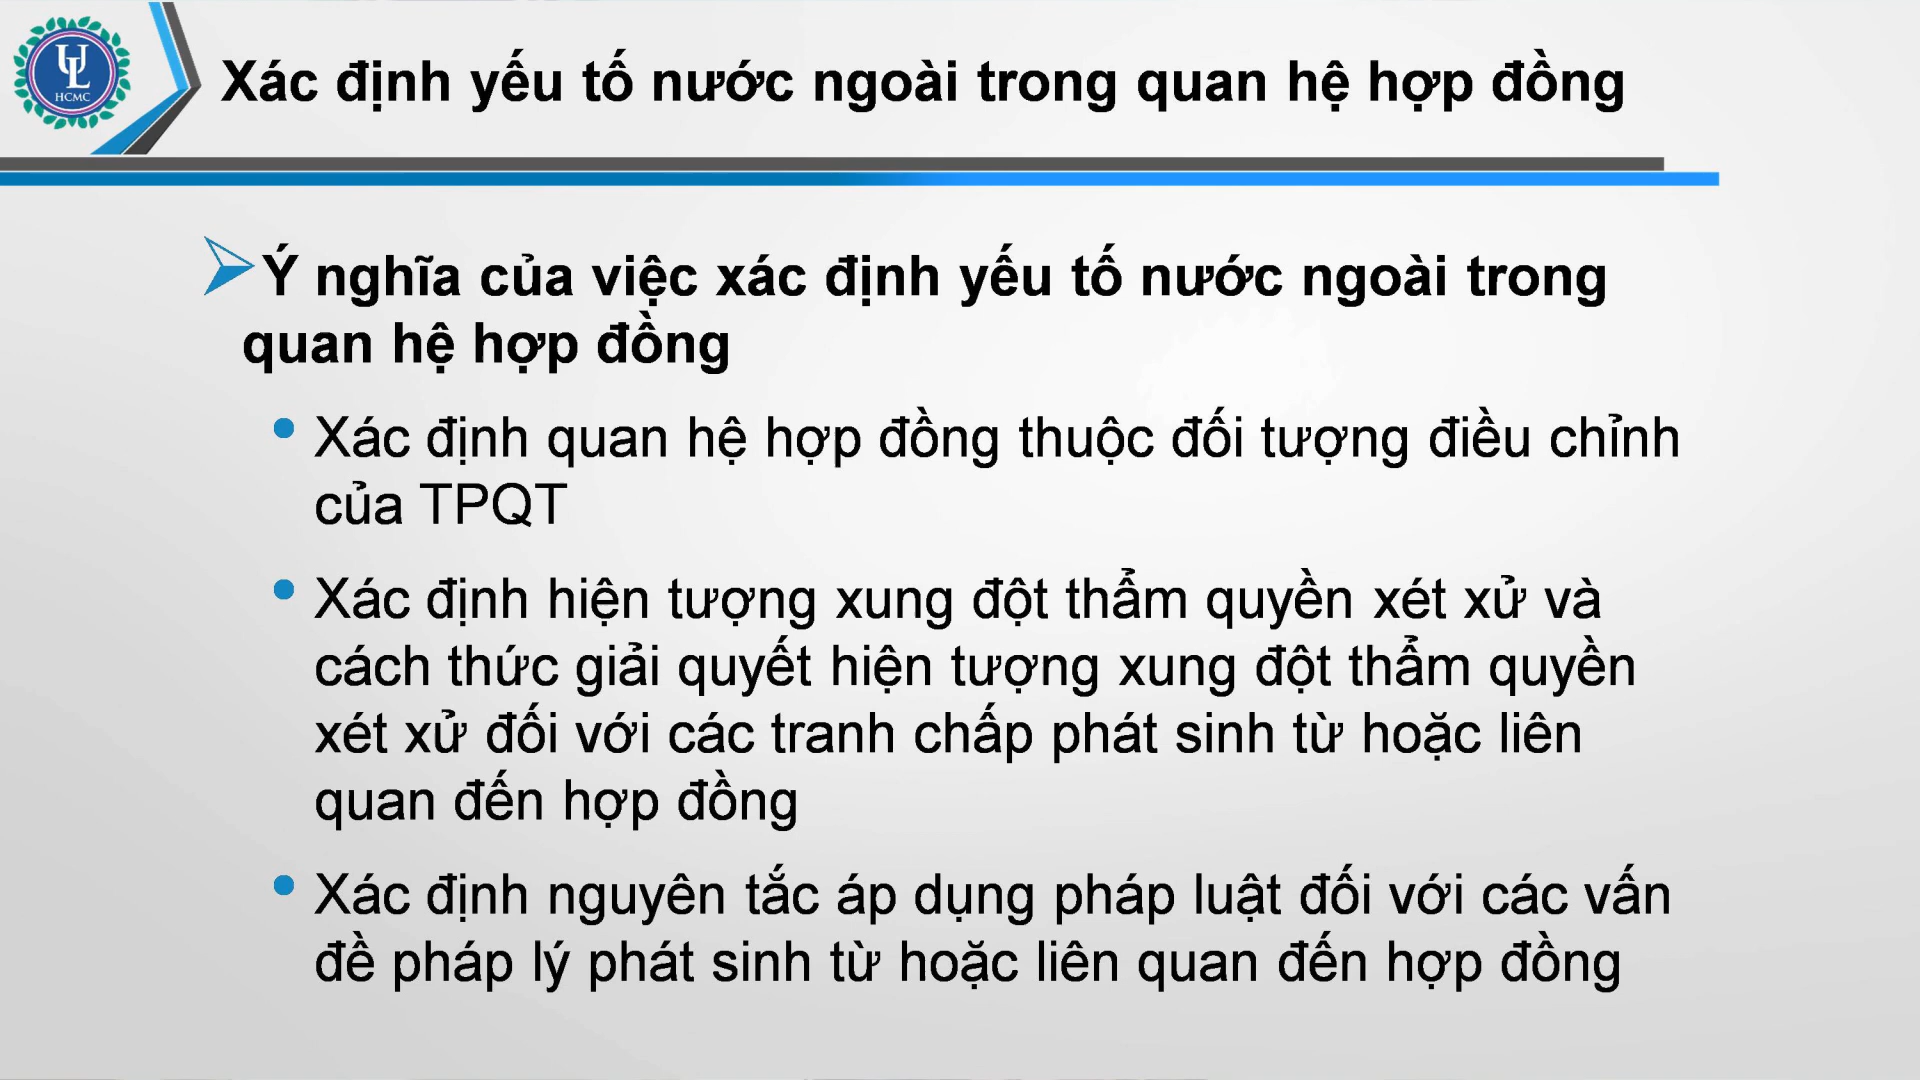 UL
HCMC
Xác định yếu tố nước ngoài trong quan hệ hợp đồng
Ý nghĩa của việc xác định yếu tố nước ngoài trong
quan hệ hợp đồng
Xác định quan hệ hợp đồng thuộc đối tượng điều chỉnh
của TPQT
Xác định hiện tượng xung đột thẩm quyền xét xử và
cách thức giải quyết hiện tượng xung đột thẩm quyền
xét xử đối với các tranh chấp phát sinh từ hoặc liên
quan đến hợp đồng
Xác định nguyên tắc áp dụng pháp luật đối với các vấn
đề pháp lý phát sinh từ hoặc liên quan đến hợp đồng